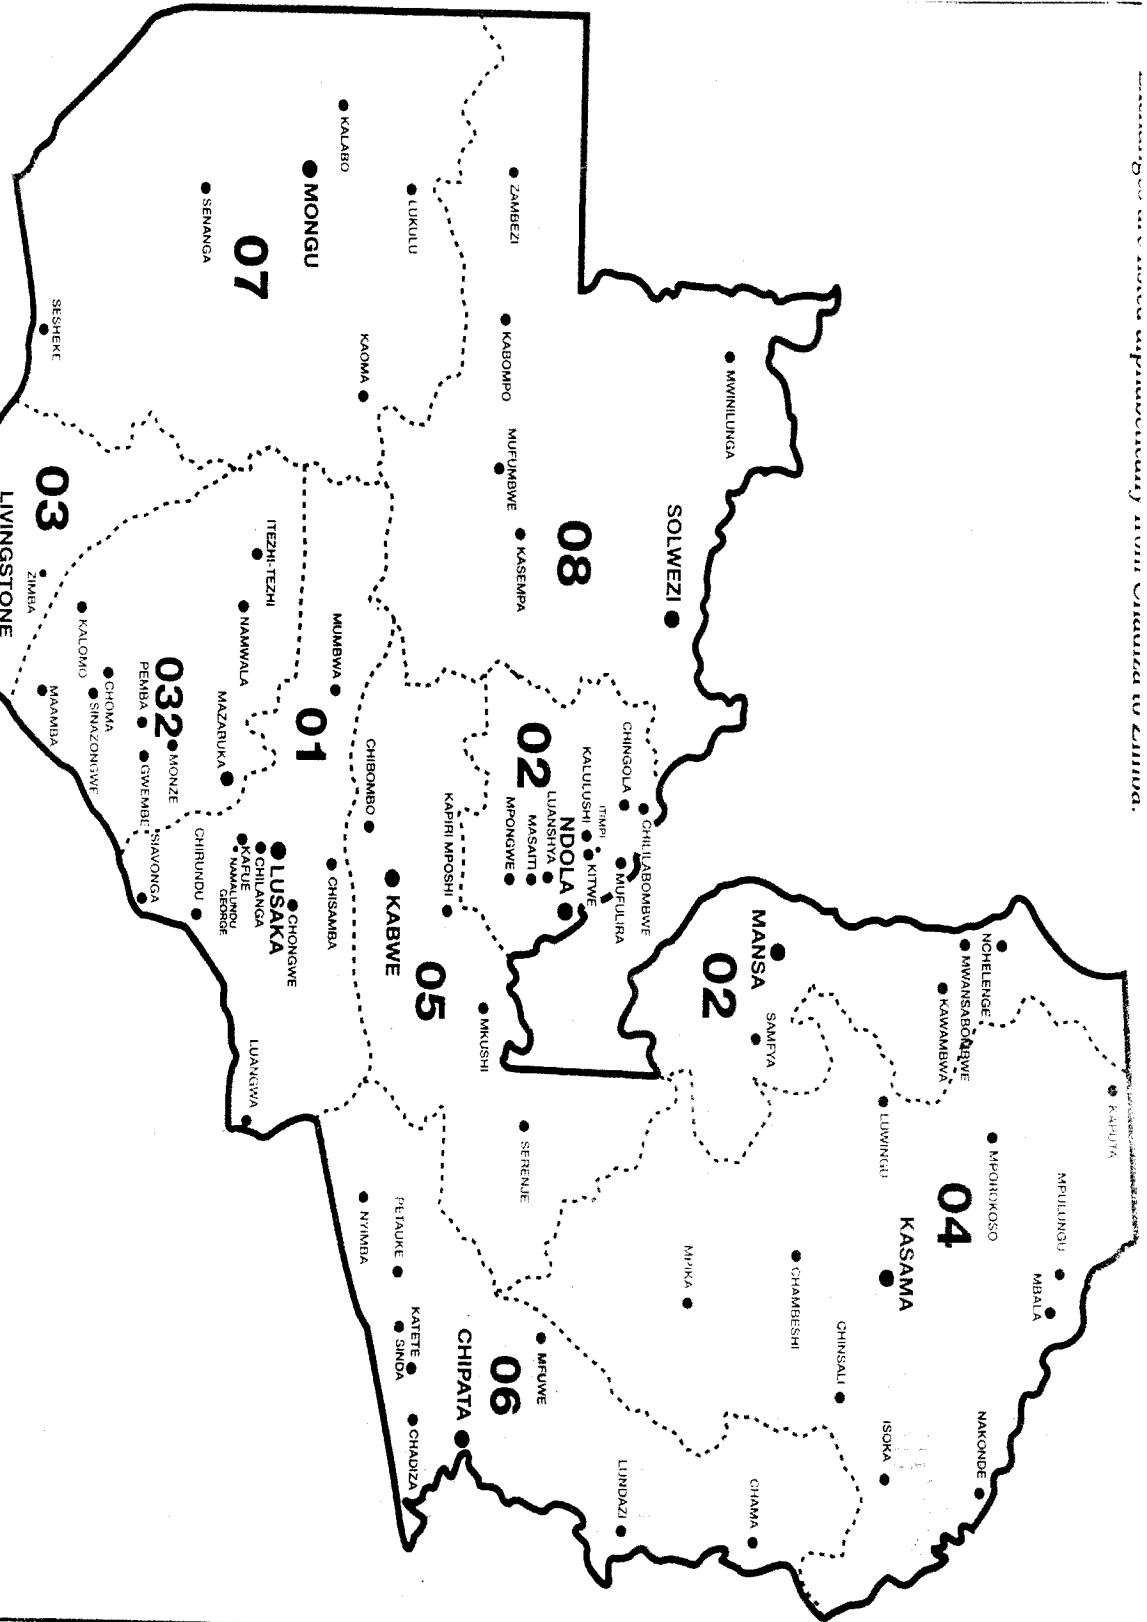 Exchanges are listed alphabetically from Chadiza to Zimba.
KAPUTA
MPULUNGU
MBALA
NCHELENGE
MPOROKOSO
NAKONDE
MWANSABOMBWE
KAWAMBWA
04
KASAMA
LUWINGU
ISOKA
CHINSALI
CHAMBESHI
MANSA
SAMFYA
02
CHAMA
MWINILUNGA
MPIKA
SOLWEZI
CHILILABOMBWE
CHINGOLA
MUFULIRA
LUNDAZI
ITIMPI
KALULUSHI
KITWE
08
NDOLA
LUANSHYA
MASAITI
MPONGWE
02
ZAMBEZI
KABOMPO
MUFUMBWE
KASEMPA
SERENJE
MFUWE
06
MKUSHI
CHIPATA
KAPIRI MPOSHI
05
LUKULU
KABWE
KATETE
SINDA
CHADIZA
PETAUKE
CHIBOMBO
KAOMA
NYIMBA
KALABO
MUMBWA
CHISAMBA
MONGU
01
CHONGWE
LUSAKA
CHILANGA
KAFUE
NAMALUNDU
GEORGE
ITEZHI-TEZHI
07
NAMWALA
LUANGWA
MAZABUKA
SENANGA
CHIRUNDU
032
MONZE
PEMBA
GWEMBE
SIAVONGA
CHOMA
SINAZONGWE
KALOMO
SESHEKE
03
ZIMBA
MAAMBA
LIVINGSTONE